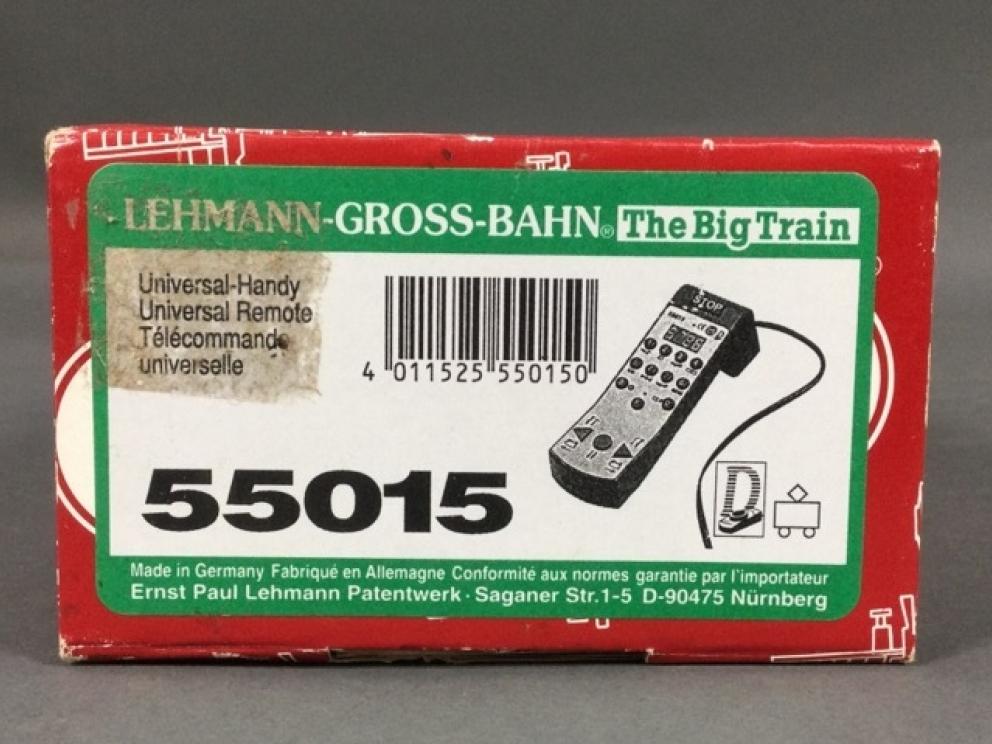 LEHMANN-GROSS-BAHN® The Big Train
Universal-Handy
Universal Remote
Télécommande
universelle
4 011525 550150
STOP
55015
Made in Germany Fabriqué en Allemagne Conformité aux normes garantie par l'importateur
Ernst Paul Lehmann Patentwerk · Saganer Str.1-5 D-90475 Nürnberg